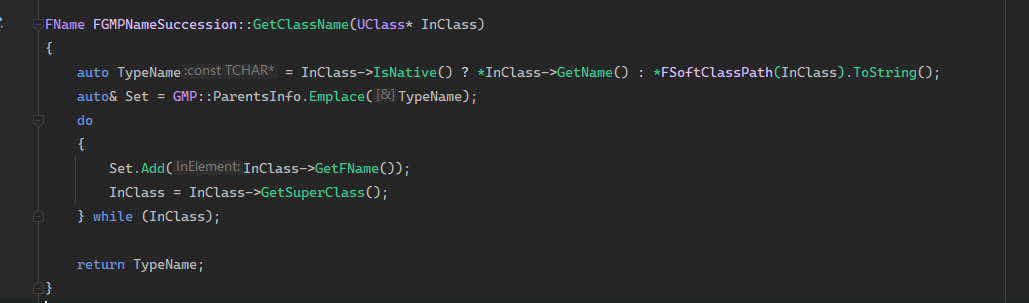 FName FGMPNameSuccession::GetClassName(UClass* InClass)
{
    auto TypeName :const TCHAR* = InClass->IsNative() ? *InClass->GetName() : *FSoftClassPath(InClass).ToString();
    auto& Set = GMP::ParentsInfo.Emplace([&] TypeName);
    do
    {
        Set.Add(InElement: InClass->GetFName());
        InClass = InClass->GetSuperClass();
    } while (InClass);

    return TypeName;
}